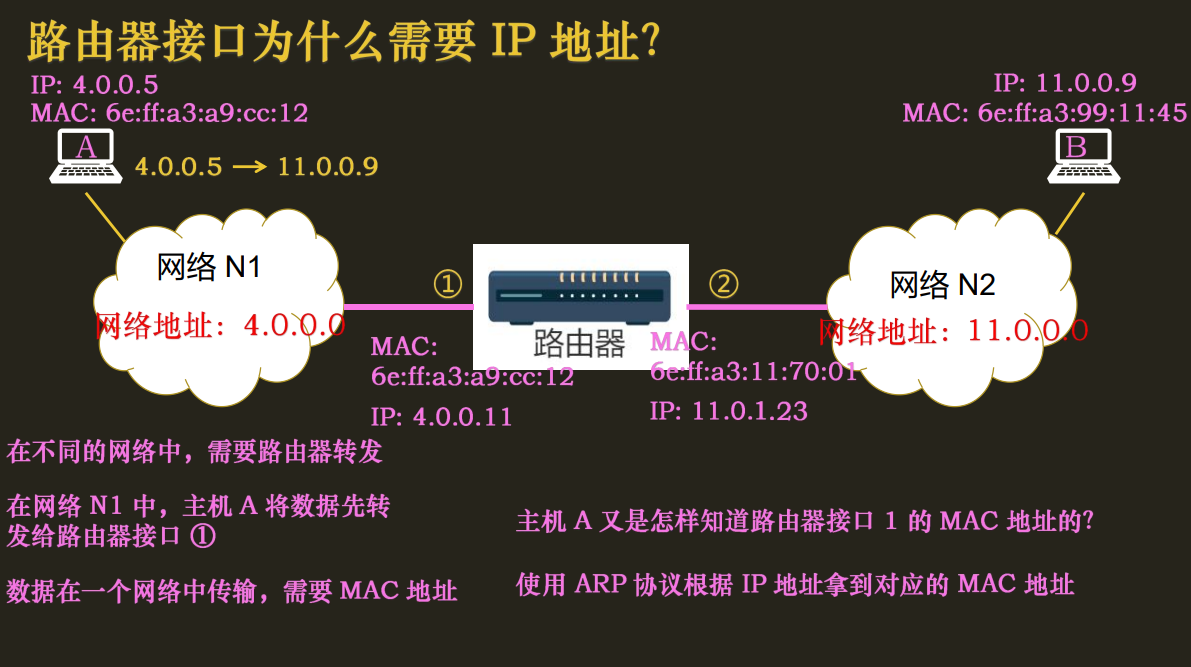 路由器接口为什么需要 IP 地址？
IP: 4.0.0.5
MAC: 6e:ff:a3:a9:cc:12
IP: 11.0.0.9
MAC: 6e:ff:a3:99:11:45
A
4.0.0.5 → 11.0.0.9
B
网络 N1
网络地址：4.0.0.0
①
路由器
②
网络 N2
网络地址：11.0.0.0
MAC:
6e:ff:a3:a9:cc:12
IP: 4.0.0.11
MAC:
6e:ff:a3:11:70:01
IP: 11.0.1.23
在不同的网络中，需要路由器转发
在网络 N1 中，主机 A 将数据先转
发给路由器接口 ①
数据在一个网络中传输，需要 MAC 地址
主机 A 又是怎样知道路由器接口 1 的 MAC 地址的？
使用 ARP 协议根据 IP 地址拿到对应的 MAC 地址